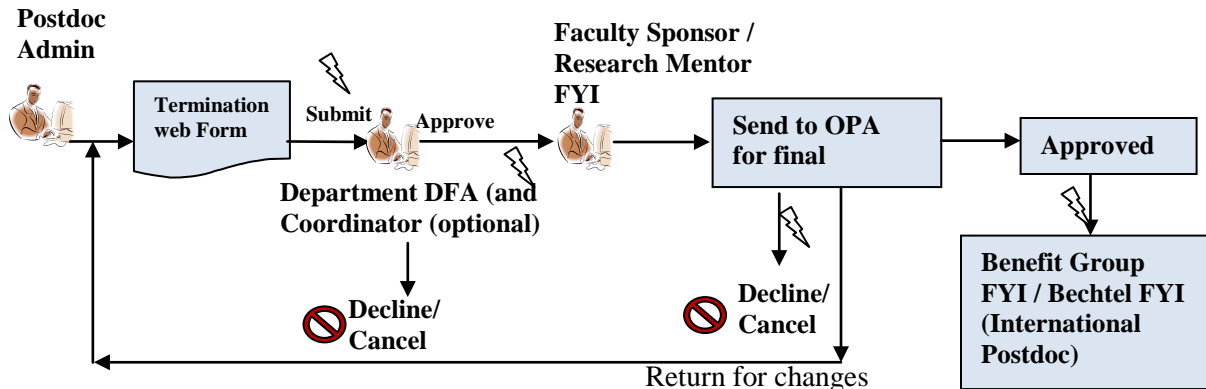 Postdoc
Admin
Termination
web Form
Submit
Approve
Department DFA (and
Coordinator (optional)
Decline/
Cancel
Faculty Sponsor /
Research Mentor
FYI
Send to OPA
for final
Decline/
Cancel
Approved
Benefit Group
FYI / Bechtel FYI
(International
Postdoc)
Return for changes